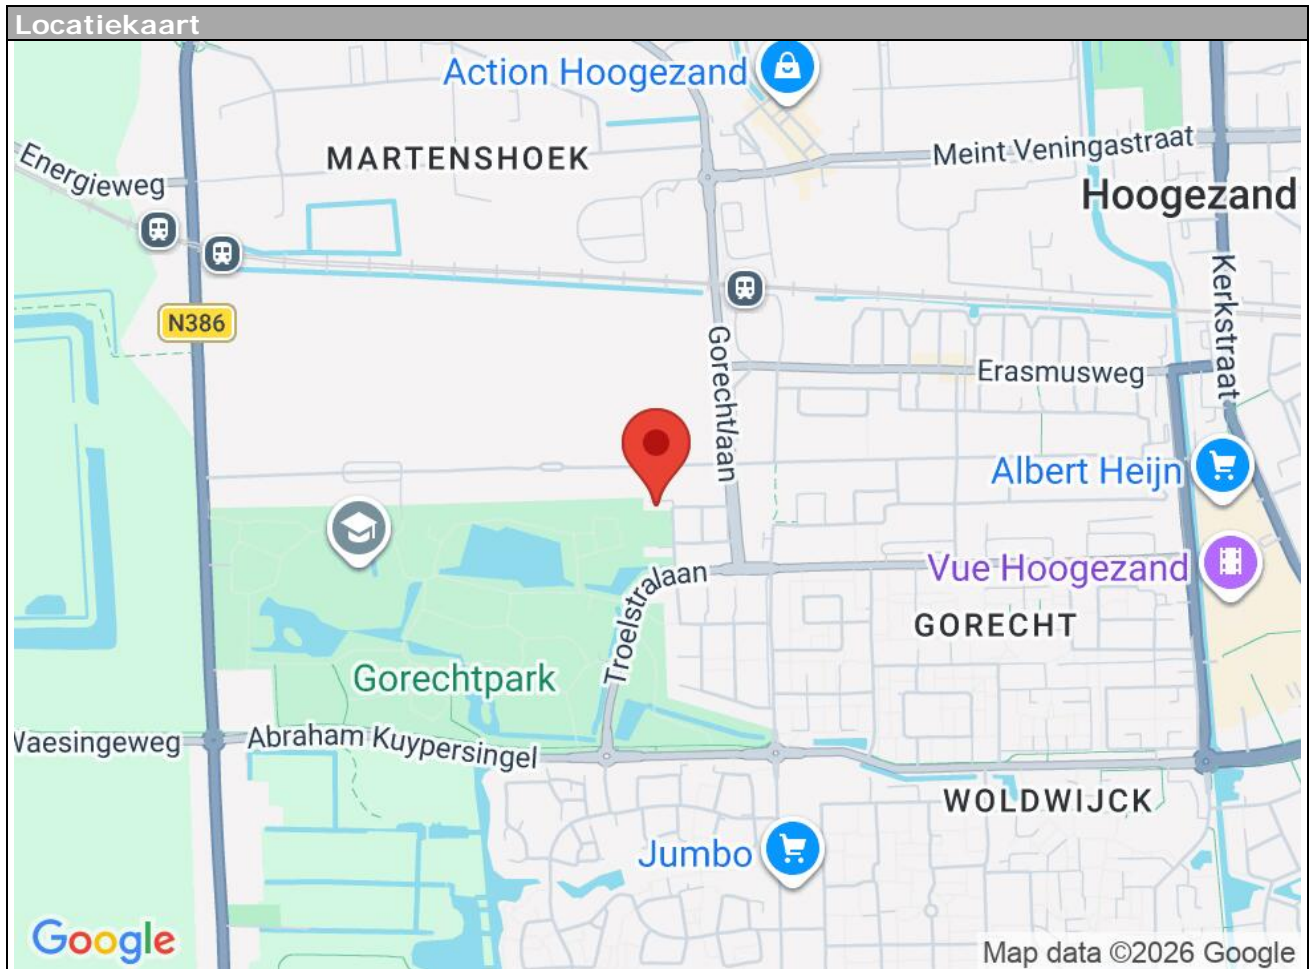 Locatiekaart
Action Hoogezand
MARTENSHOEK
Meint Veningastraat
Energieweg
Hoogezand
Kerkstraat
N386
Gorechtlaan
Erasmusweg
Albert Heijn
Vue Hoogezand
Troelstralaan
GORECHT
Gorechtpark
Waesingeweg
Abraham Kuypersingel
WOLDWIJCK
Jumbo
Google
Map data ©2026 Google